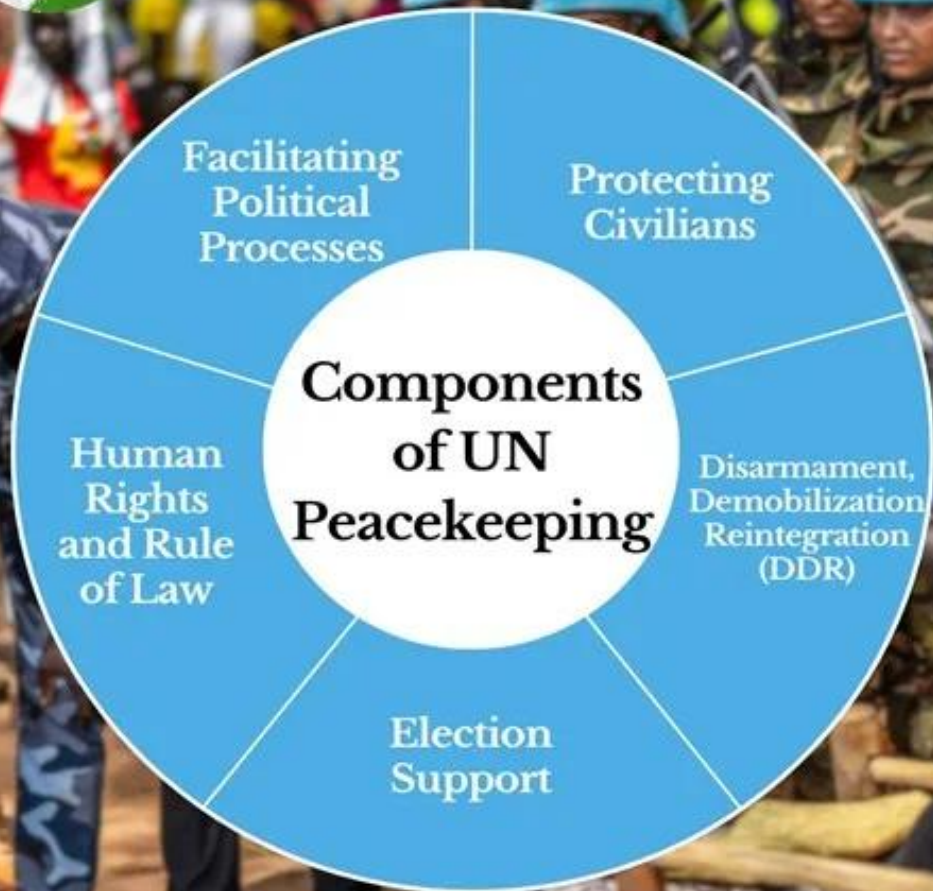 Facilitating
Political
Processes
Protecting
Civilians
Components
of UN
Peacekeeping
Human
Rights
and Rule
of Law
Disarmament,
Demobilization
Reintegration
(DDR)
Election
Support